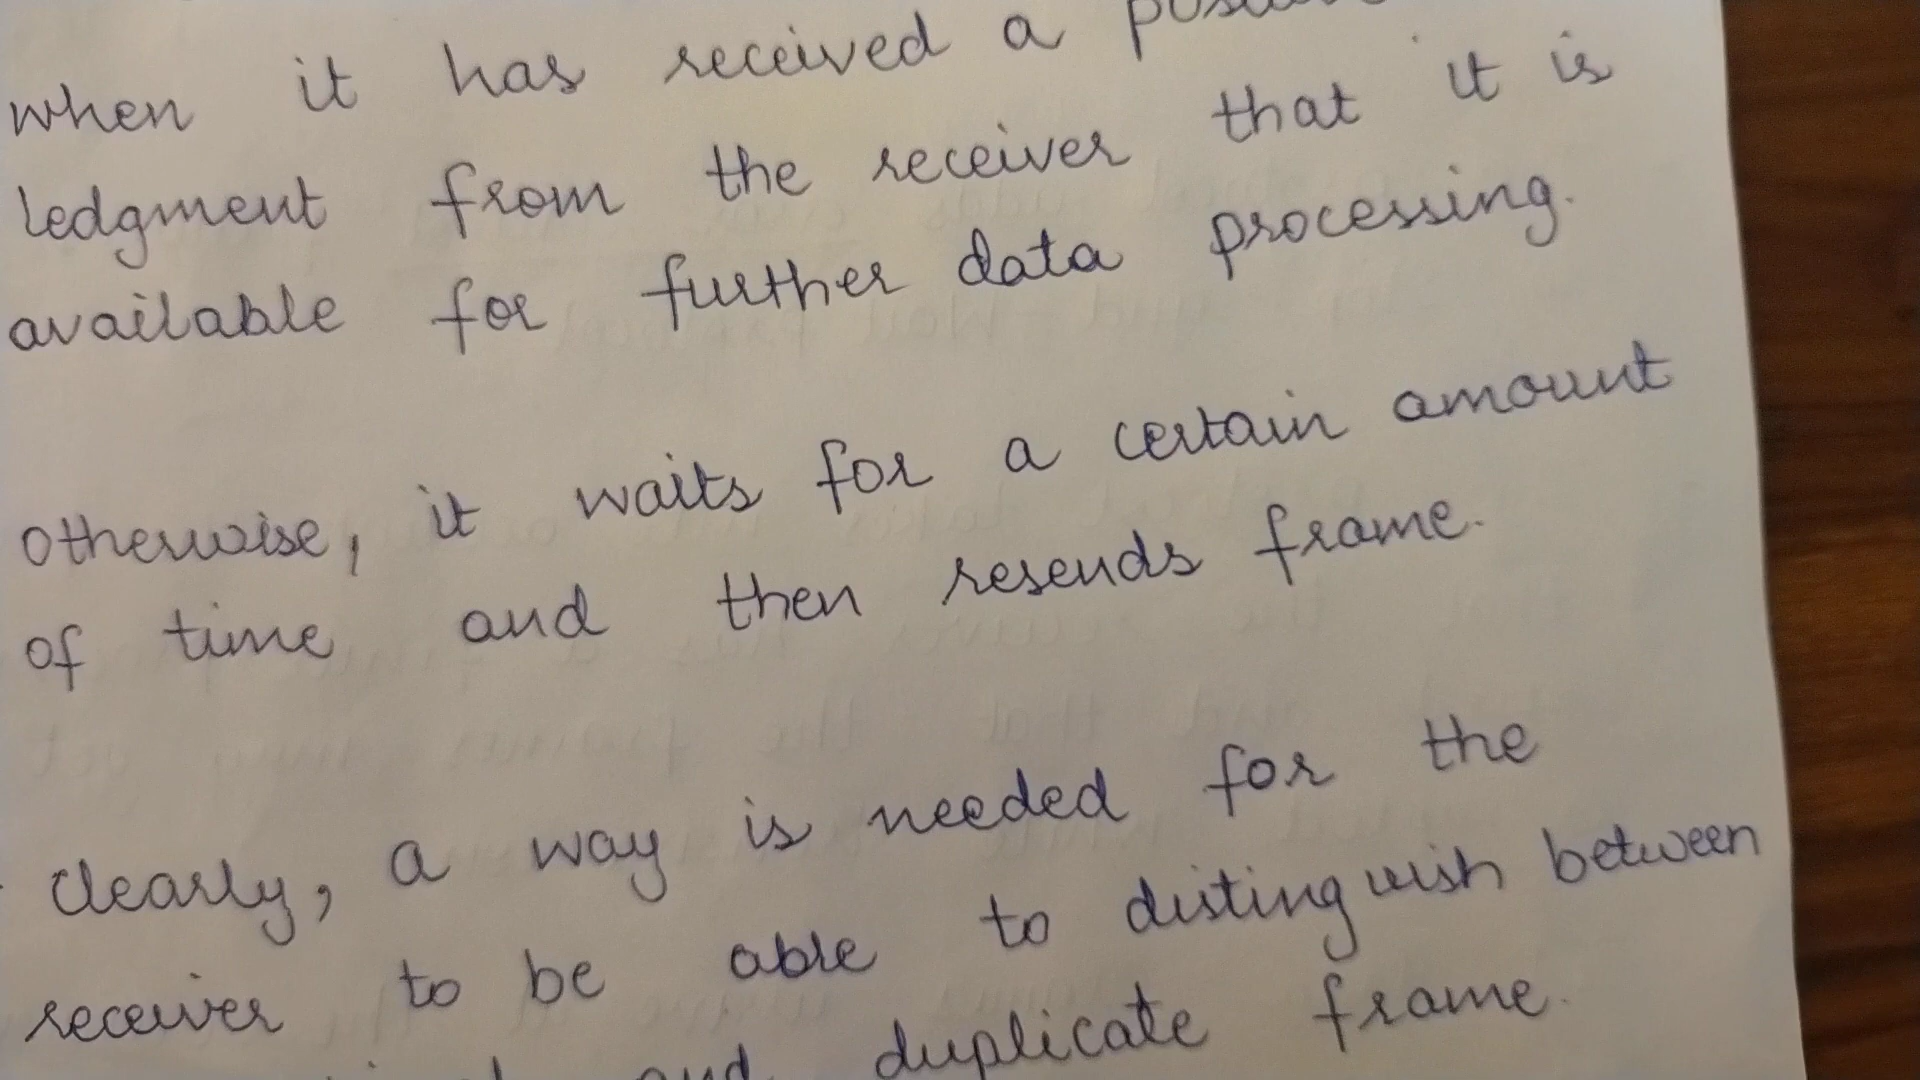 when it has received a
ledgment from the receiver that it is
available for further data processing.
Otherwise, it waits for a certain amount
of time and then resends frame.
Clearly, a way is needed for the
receiver to be able to distinguish between
and duplicate frame.